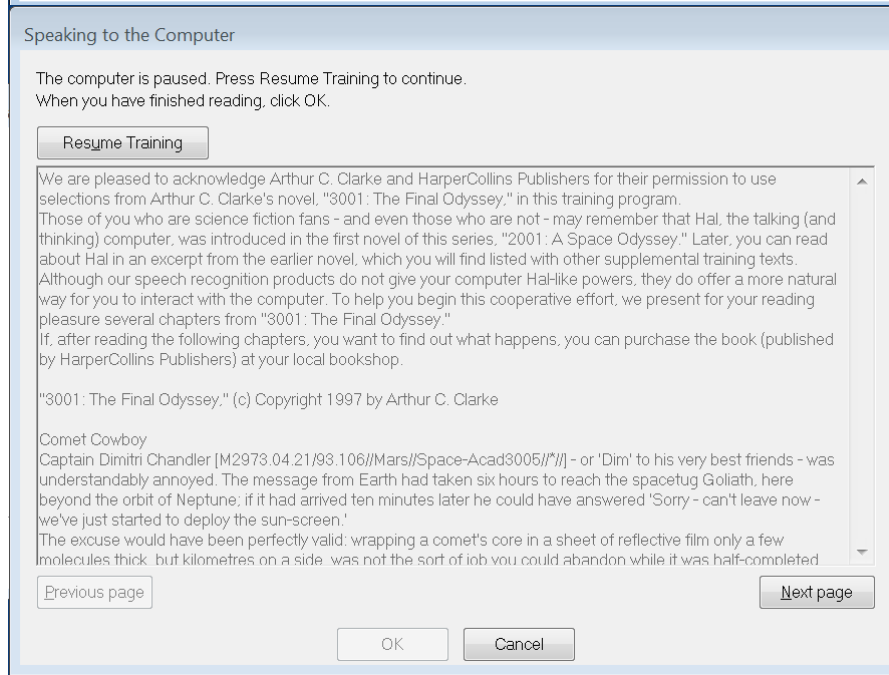 Speaking to the Computer
The computer is paused. Press Resume Training to continue.
When you have finished reading, click OK.
Resume Training
We are pleased to acknowledge Arthur C. Clarke and HarperCollins Publishers for their permission to use
selections from Arthur C. Clarke's novel, "3001: The Final Odyssey," in this training program.
Those of you who are science fiction fans - and even those who are not - may remember that Hal, the talking (and
thinking) computer, was introduced in the first novel of this series, "2001: A Space Odyssey." Later, you can read
about Hal in an excerpt from the earlier novel, which you will find listed with other supplemental training texts.
Although our speech recognition products do not give your computer Hal-like powers, they do offer a more natural
way for you to interact with the computer. To help you begin this cooperative effort, we present for your reading
pleasure several chapters from "3001: The Final Odyssey."
If, after reading the following chapters, you want to find out what happens, you can purchase the book (published
by HarperCollins Publishers) at your local bookshop.
"3001: The Final Odyssey," (c) Copyright 1997 by Arthur C. Clarke
Comet Cowboy
Captain Dimitri Chandler [M2973.04.21/93.106//Mars//Space-Acad3005//*//] - or 'Dim' to his very best friends - was
understandably annoyed. The message from Earth had taken six hours to reach the spacetug Goliath, here
beyond the orbit of Neptune; if it had arrived ten minutes later he could have answered 'Sorry - can't leave now -
we've just started to deploy the sun-screen.'
The excuse would have been perfectly valid: wrapping a comet's core in a sheet of reflective film only a few
molecules thick, but kilometres on a side, was not the sort of job you could abandon while it was half-completed.
Previous page
Next page
OK
Cancel